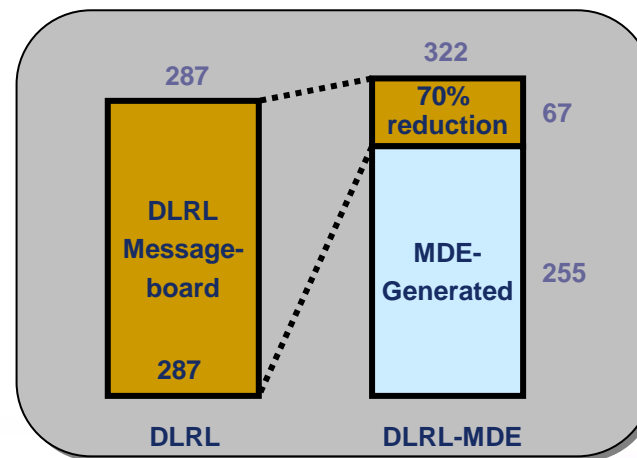 287
322
70%
reduction
67
DLRL
Message-
board
MDE-
Generated
255
287
DLRL
DLRL-MDE